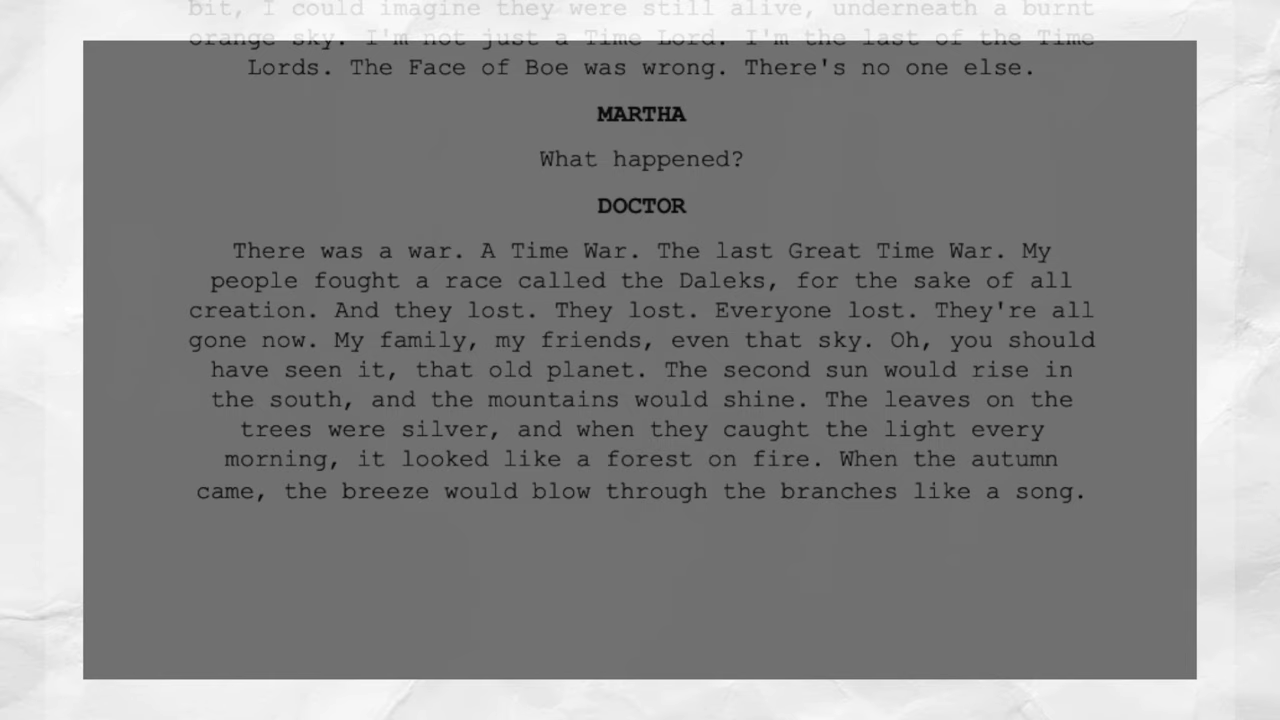 bit, I could imagine they were still alive, underneath a burnt
orange sky. I'm not just a Time Lord. I'm the last of the Time
Lords. The Face of Boe was wrong. There's no one else.
MARTHA
What happened?
DOCTOR
There was a war. A Time War. The last Great Time War. My
people fought a race called the Daleks, for the sake of all
creation. And they lost. They lost. Everyone lost. They're all
gone now. My family, my friends, even that sky. Oh, you should
have seen it, that old planet. The second sun would rise in
the south, and the mountains would shine. The leaves on the
trees were silver, and when they caught the light every
morning, it looked like a forest on fire. When the autumn
came, the breeze would blow through the branches like a song.